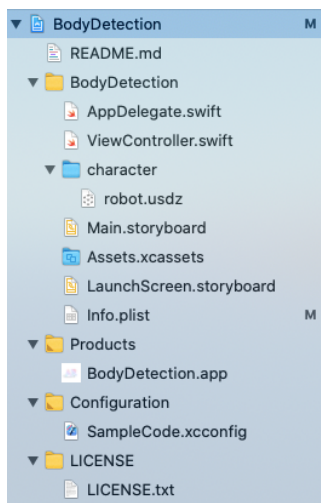 BodyDetection M
README.md
BodyDetection
AppDelegate.swift
ViewController.swift
character
robot.usdz
Main.storyboard
Assets.xcassets
LaunchScreen.storyboard
Info.plist M
Products
BodyDetection.app
Configuration
SampleCode.xcconfig
LICENSE
LICENSE.txt